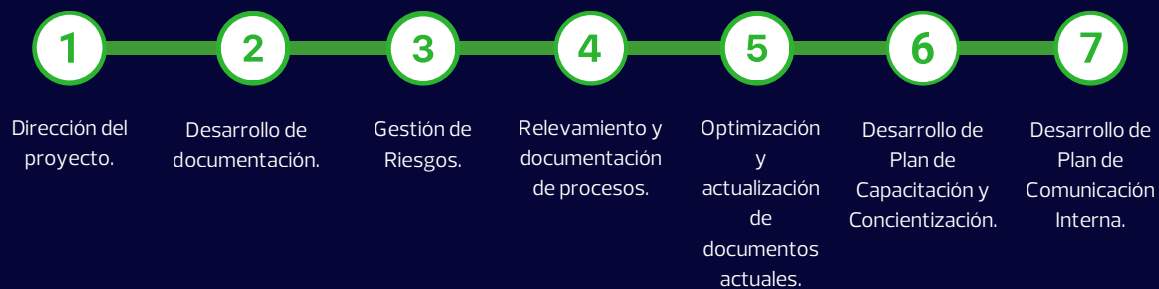 1
Dirección del
proyecto.
2
Desarrollo de
documentación.
3
Gestión de
Riesgos.
4
Relevamiento y
documentación
de procesos.
5
Optimización
y
actualización
de
documentos
actuales.
6
Desarrollo de
Plan de
Capacitación y
Concientización.
7
Desarrollo de
Plan de
Comunicación
Interna.